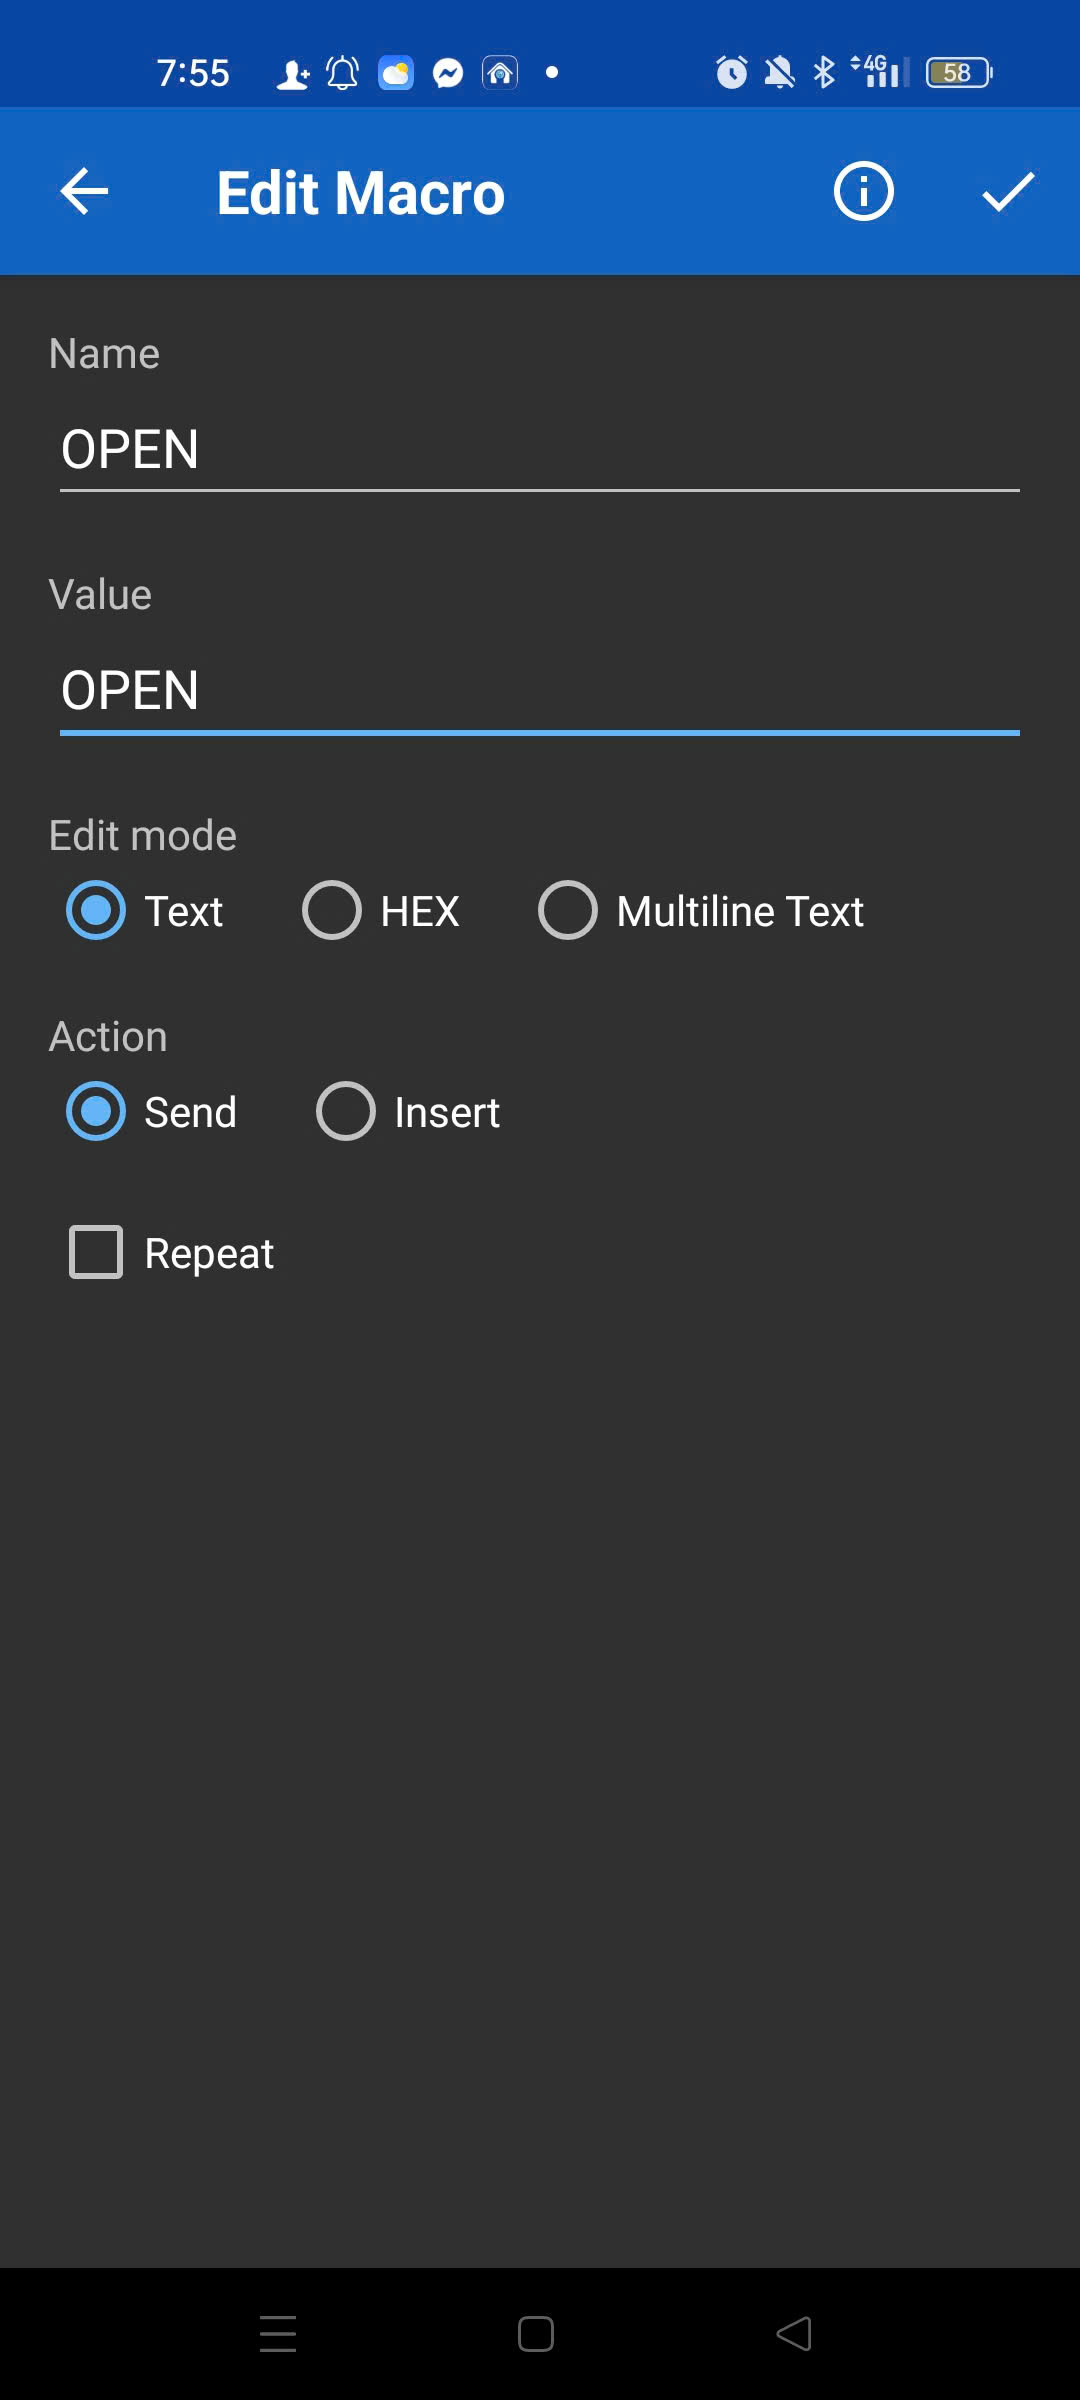 7:55 4G 58
Edit Macro
Name
OPEN
Value
OPEN
Edit mode
Text HEX Multiline Text
Action
Send Insert
Repeat